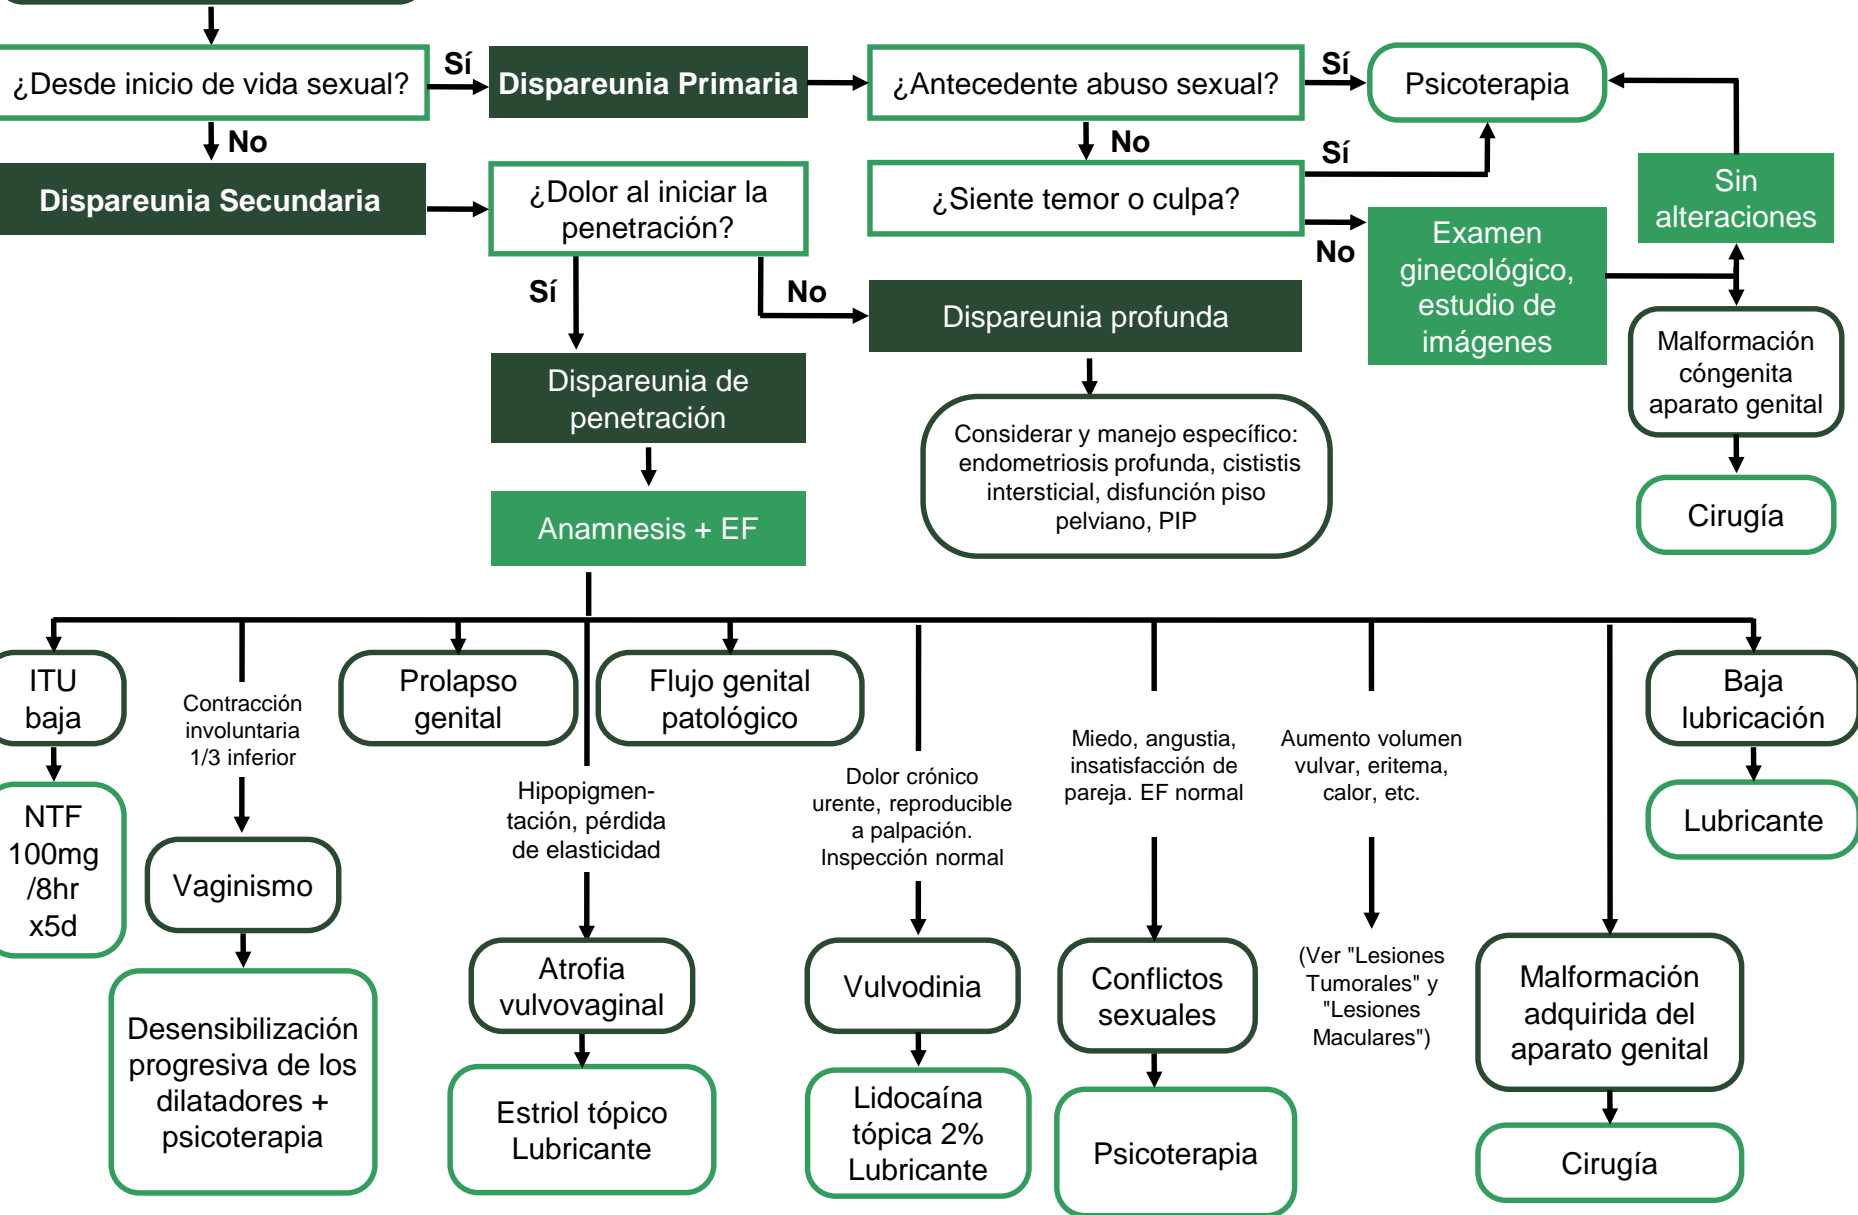 ¿Desde inicio de vida sexual?
Sí
Dispareunia Primaria
¿Antecedente abuso sexual?
Sí
Psicoterapia
No
No
Dispareunia Secundaria
¿Dolor al iniciar la
penetración?
¿Siente temor o culpa?
Sí
No
Sin
alteraciones
Examen
ginecológico,
estudio de
imágenes
Sí
No
Dispareunia profunda
Malformación
cóngenita
aparato genital
Dispareunia de
penetración
Considerar y manejo específico:
endometriosis profunda, cististis
intersticial, disfunción piso
pelviano, PIP
Cirugía
Anamnesis + EF
ITU
baja
Contracción
involuntaria
1/3 inferior
Prolapso
genital
Flujo genital
patológico
Baja
lubricación
Hipopigmen-
tación, pérdida
de elasticidad
Dolor crónico
urente, reproducible
a palpación.
Inspección normal
Miedo, angustia,
insatisfacción de
pareja. EF normal
Aumento volumen
vulvar, eritema,
calor, etc.
NTF
100mg
/8hr
x5d
Vaginismo
Lubricante
Atrofia
vulvovaginal
Vulvodinia
Conflictos
sexuales
(Ver "Lesiones
Tumorales" y
"Lesiones
Maculares")
Malformación
adquirida del
aparato genital
Desensibilización
progresiva de los
dilatadores +
psicoterapia
Estriol tópico
Lubricante
Lidocaína
tópica 2%
Lubricante
Psicoterapia
Cirugía